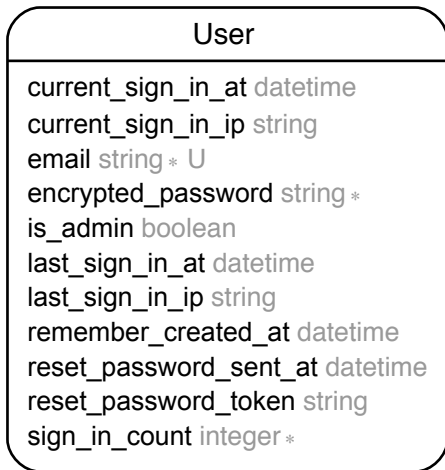 User
current_sign_in_at datetime
current_sign_in_ip string
email string * U
encrypted_password string *
is_admin boolean
last_sign_in_at datetime
last_sign_in_ip string
remember_created_at datetime
reset_password_sent_at datetime
reset_password_token string
sign_in_count integer *